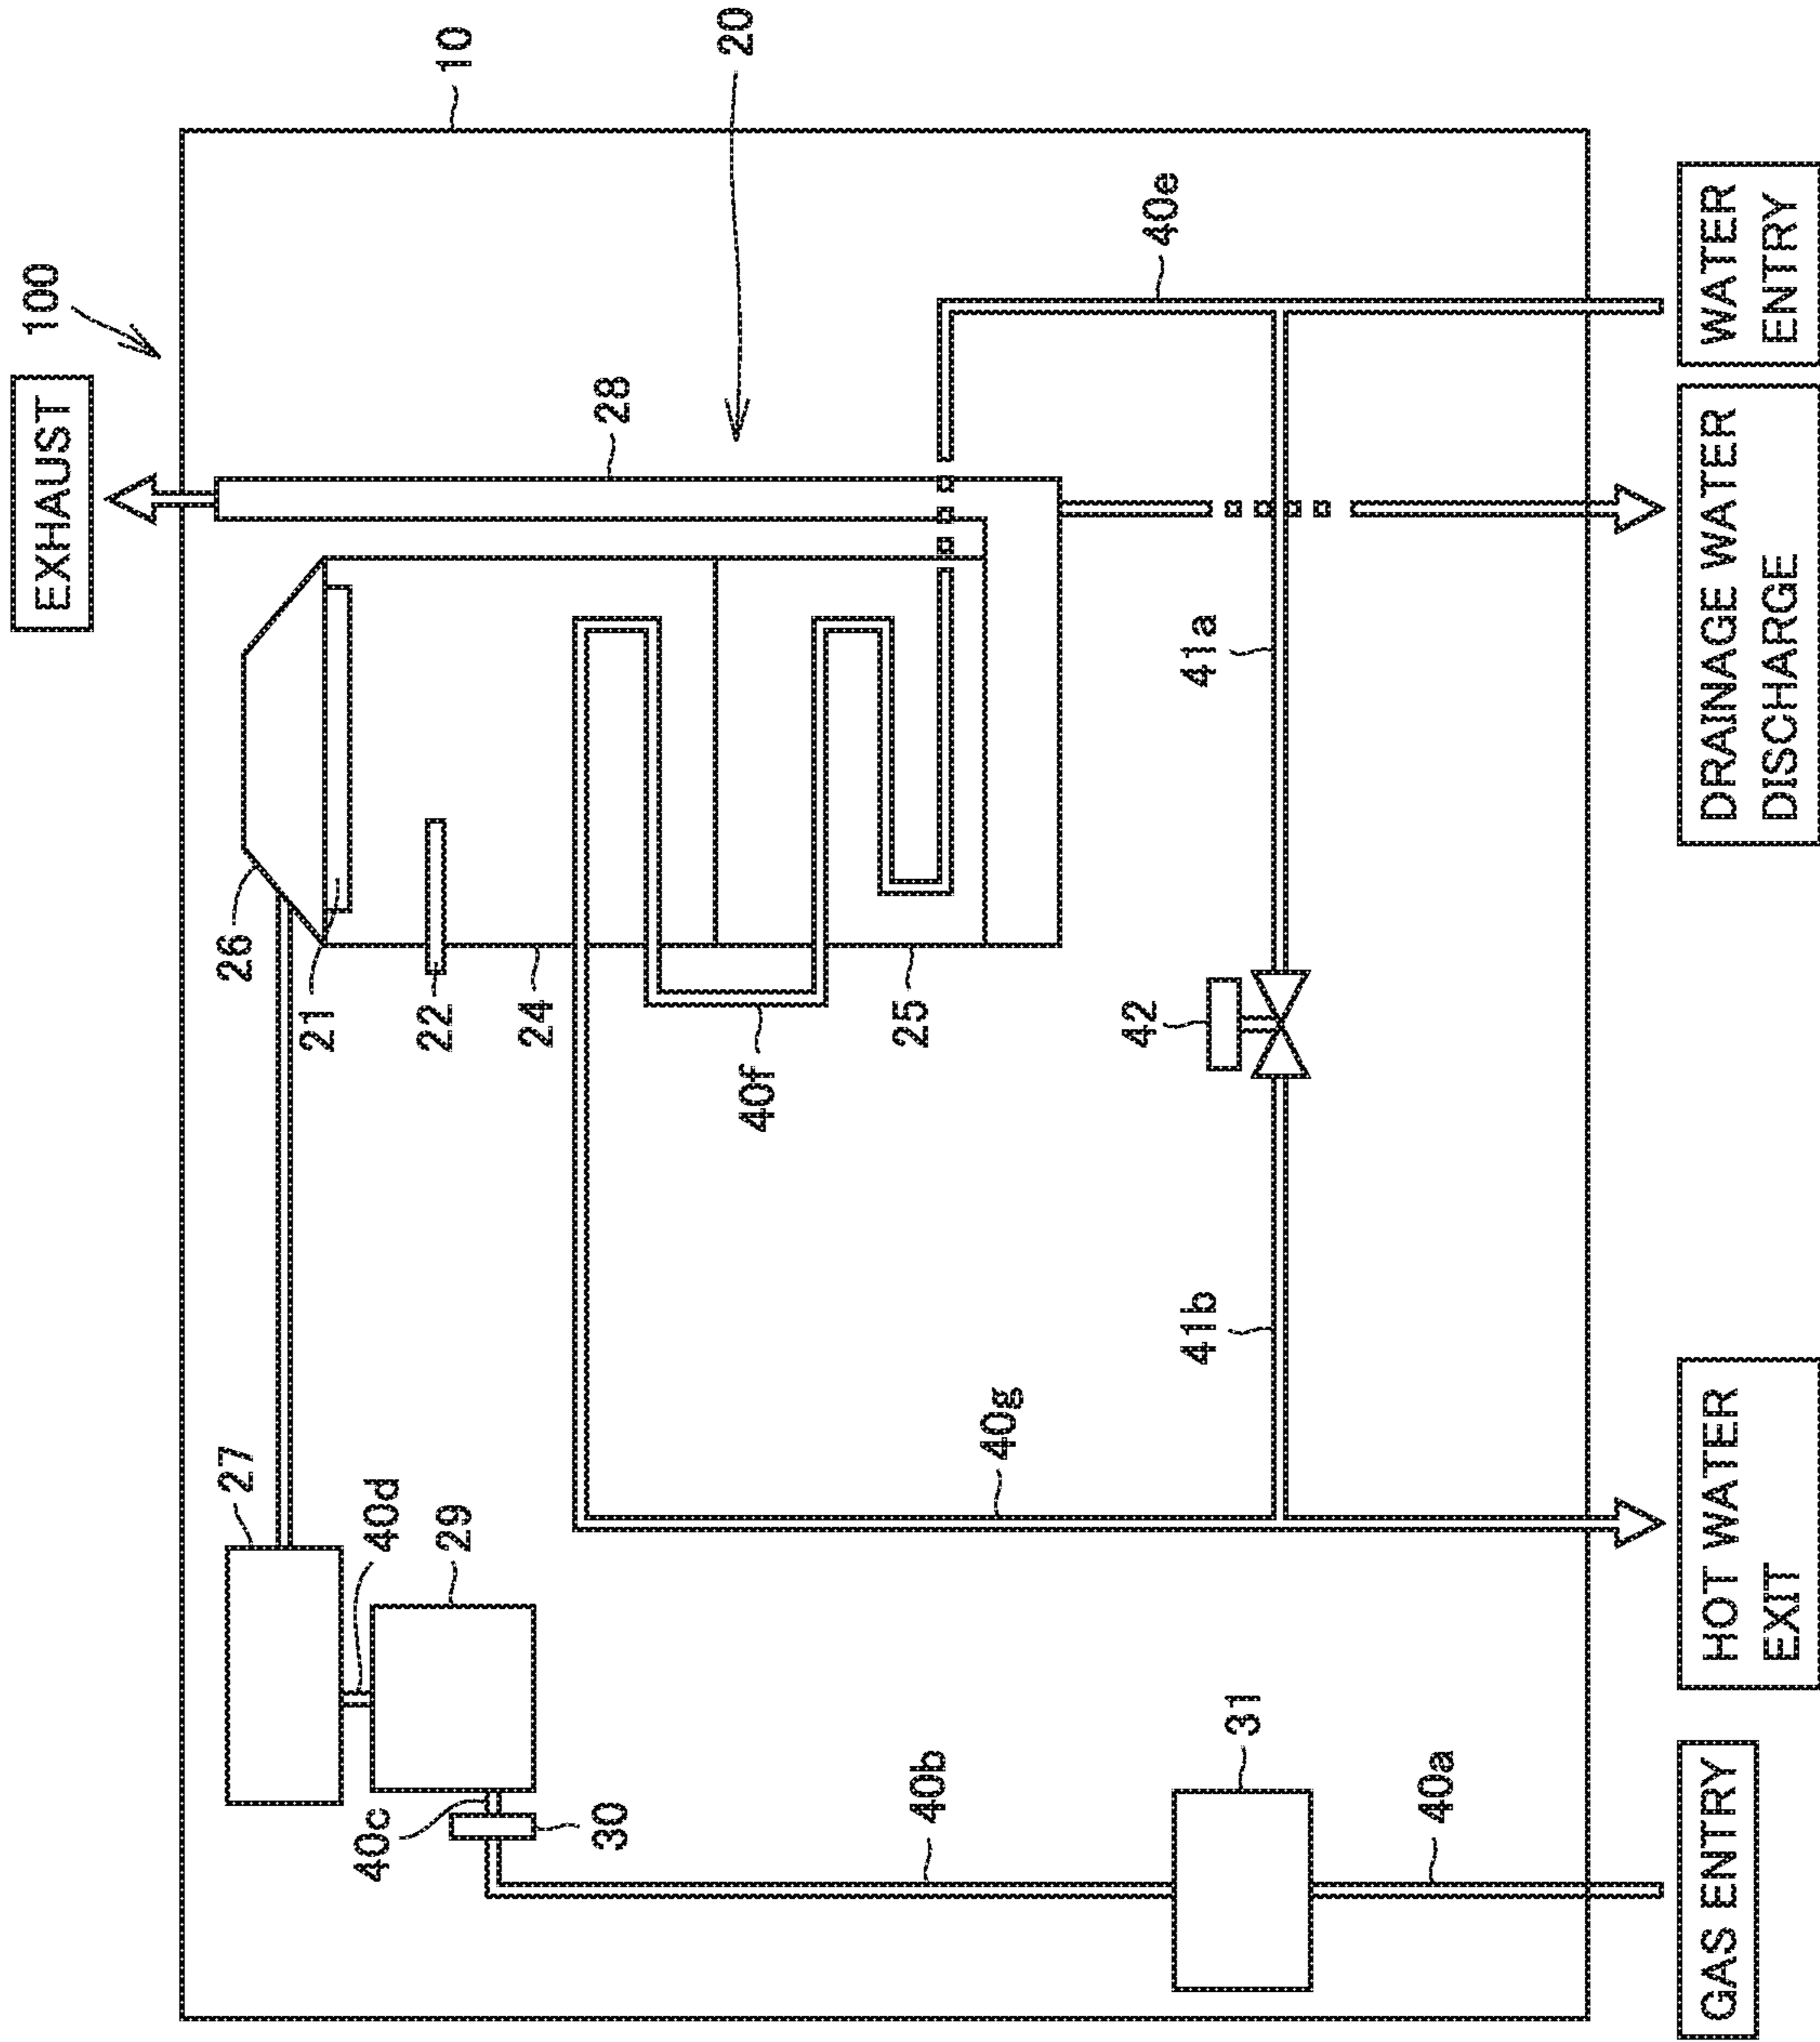 100
10
EXHAUST
20
28
26
21
22
24
25
27
40d
29
40c
30
40f
40e
41a
42
41b
40g
40b
31
40a
GAS ENTRY
HOT WATER
EXIT
DRAINAGE WATER
DISCHARGE
WATER
ENTRY